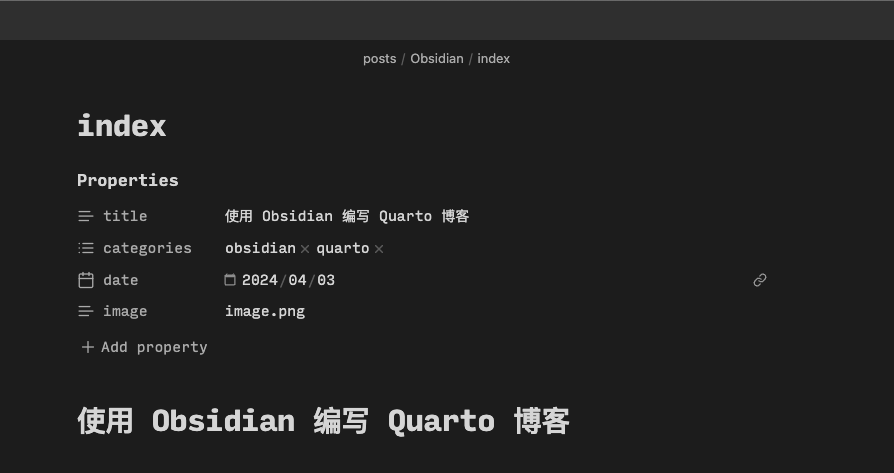 posts / Obsidian / index
index
Properties
title 使用 Obsidian 编写 Quarto 博客
categories obsidian × quarto ×
date 2024/04/03
image image.png
+ Add property
使用 Obsidian 编写 Quarto 博客